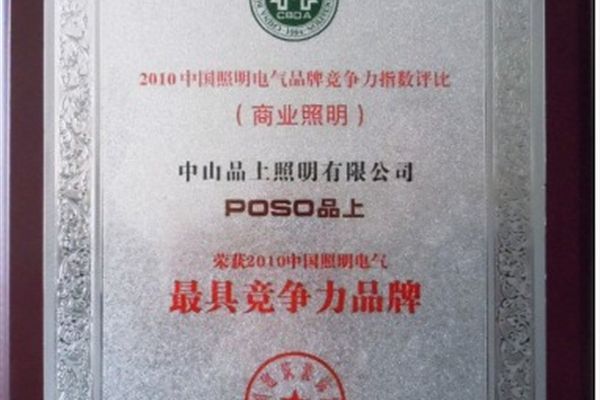 CBDA
2010中国照明电气品牌竞争力指数评比
(商业照明)
中山品上照明有限公司
POSO品上
荣获2010中国照明电气
最具竞争力品牌